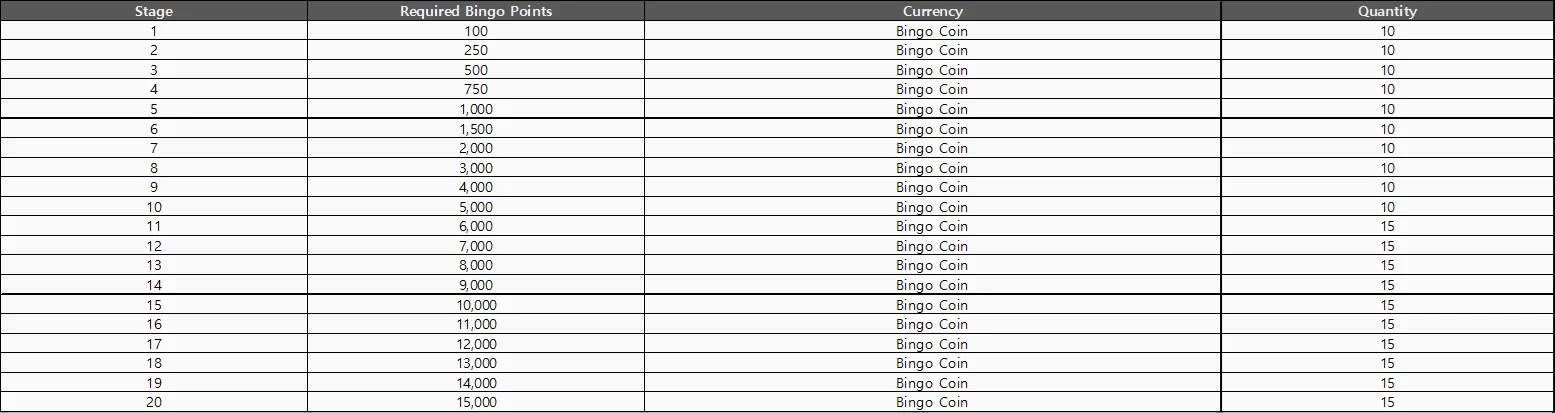 Stage Required Bingo Points Currency Quantity
1 100 Bingo Coin 10
2 250 Bingo Coin 10
3 500 Bingo Coin 10
4 750 Bingo Coin 10
5 1,000 Bingo Coin 10
6 1,500 Bingo Coin 10
7 2,000 Bingo Coin 10
8 3,000 Bingo Coin 10
9 4,000 Bingo Coin 10
10 5,000 Bingo Coin 10
11 6,000 Bingo Coin 15
12 7,000 Bingo Coin 15
13 8,000 Bingo Coin 15
14 9,000 Bingo Coin 15
15 10,000 Bingo Coin 15
16 11,000 Bingo Coin 15
17 12,000 Bingo Coin 15
18 13,000 Bingo Coin 15
19 14,000 Bingo Coin 15
20 15,000 Bingo Coin 15